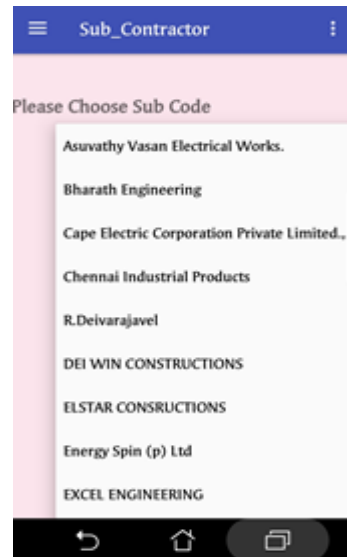 Sub_Contractor
Please Choose Sub Code
Asuvathy Vasan Electrical Works.
Bharath Engineering
Cape Electric Corporation Private Limited.,
Chennai Industrial Products
R.Deivarajavel
DEI WIN CONSTRUCTIONS
ELSTAR CONSRUCTIONS
Energy Spin (p) Ltd
EXCEL ENGINEERING